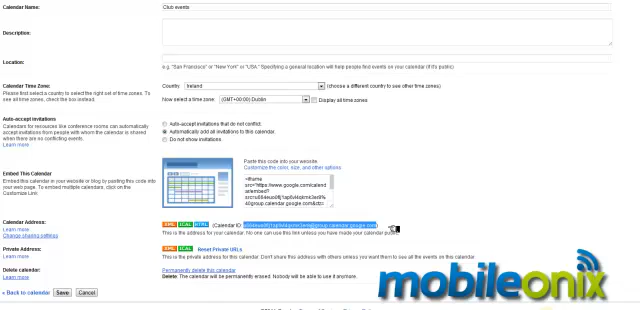 Calendar Name:
Club events
Description:
Location:
e.g. "San Francisco" or "New York" or "USA." Specifying a general location will help people find events on your calendar (if it's public)
Calendar Time Zone:
Please first select a country to select the right set of time zones. To see all time zones, check the box instead.
Country: Ireland (choose a different country to see other time zones)
Now select a time zone: (GMT+00:00) Dublin Display all time zones
Auto-accept invitations
Calendars for resources like conference rooms can automatically accept invitations from people with whom the calendar is shared when there are no conflicting events.
Learn more
Auto-accept invitations that do not conflict.
Automatically add all invitations to this calendar.
Do not show invitations.
Embed This Calendar
Embed this calendar in your website or blog by pasting this code into your web page. To embed multiple calendars, click on the Customize Link
Paste this code into your website.
Customize the color, size, and other options
<iframe
src="https://www.google.com/calendar/embed?
Calendar Address:
Learn more
Change sharing settings
XML ICAL HTML (Calendar ID:
This is the address for your calendar. No one can use this link unless you have made your calendar public.
Private Address:
Learn more
XML ICAL Reset Private URLs
This is the private address for this calendar. Don't share this address with others unless you want them to see all the events on this calendar
Delete calendar:
Learn more
Permanently delete this calendar
Delete: The calendar will be permanently erased. Nobody will be able to use it anymore.
« Back to calendar Save Cancel
mobileonix